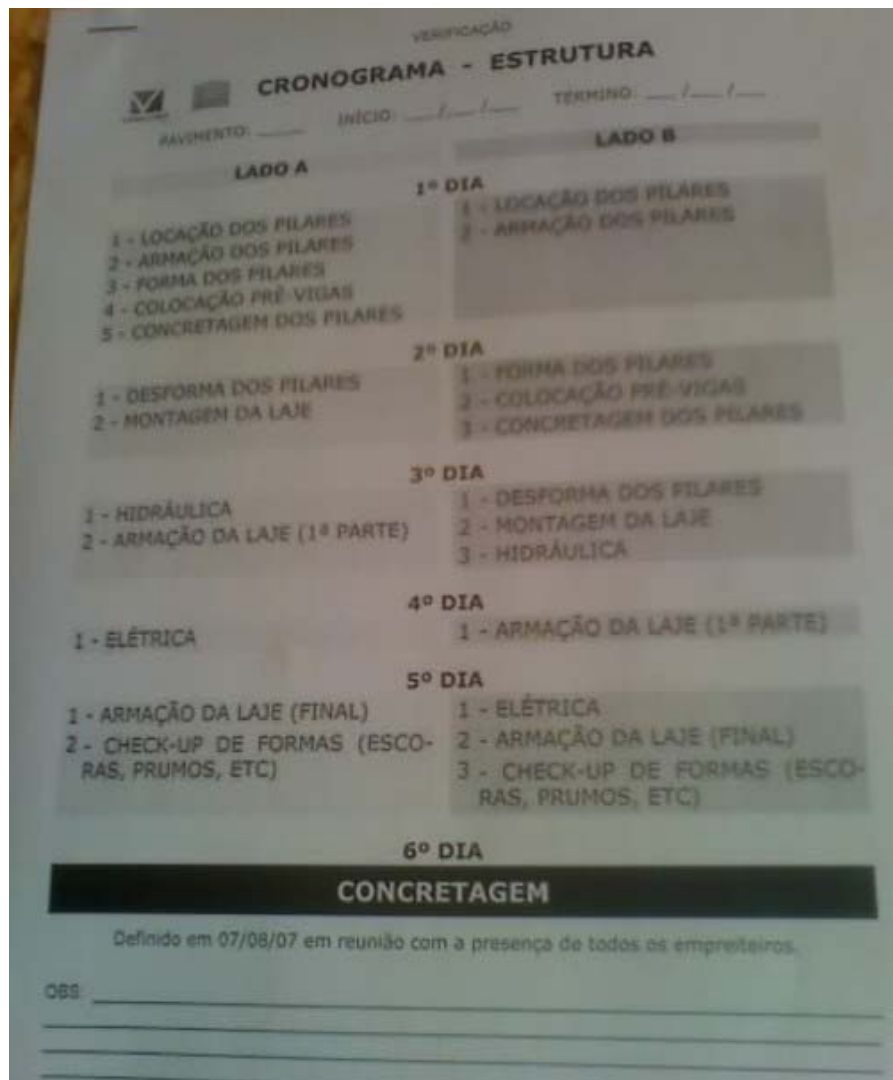 VERIFICAÇÃO
CRONOGRAMA - ESTRUTURA
PAVIMENTO: ____ INÍCIO: ___/___/___ TÉRMINO: ___/___/___
LADO A
LADO B
1º DIA
1 - LOCAÇÃO DOS PILARES
2 - ARMAÇÃO DOS PILARES
3 - FORMA DOS PILARES
4 - COLOCAÇÃO PRÉ-VIGAS
5 - CONCRETAGEM DOS PILARES
1 - LOCAÇÃO DOS PILARES
2 - ARMAÇÃO DOS PILARES
2º DIA
1 - DESFORMA DOS PILARES
2 - MONTAGEM DA LAJE
1 - FORMA DOS PILARES
2 - COLOCAÇÃO PRÉ-VIGAS
3 - CONCRETAGEM DOS PILARES
3º DIA
1 - HIDRÁULICA
2 - ARMAÇÃO DA LAJE (1ª PARTE)
1 - DESFORMA DOS PILARES
2 - MONTAGEM DA LAJE
3 - HIDRÁULICA
4º DIA
1 - ELÉTRICA
1 - ARMAÇÃO DA LAJE (1ª PARTE)
5º DIA
1 - ARMAÇÃO DA LAJE (FINAL)
2 - CHECK-UP DE FORMAS (ESCO-
RAS, PRUMOS, ETC)
1 - ELÉTRICA
2 - ARMAÇÃO DA LAJE (FINAL)
3 - CHECK-UP DE FORMAS (ESCO-
RAS, PRUMOS, ETC)
6º DIA
CONCRETAGEM
Definido em 07/08/07 em reunião com a presença de todos os empreiteiros.
OBS: